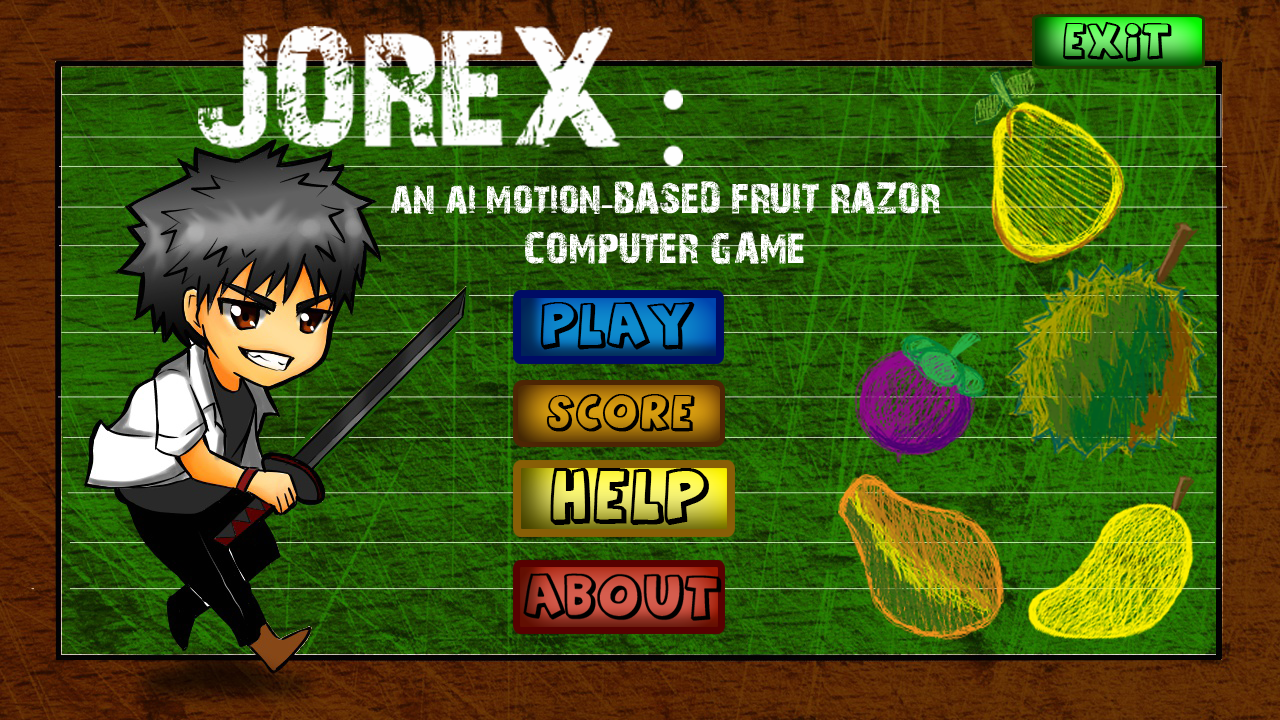 JOREX :
EXIT
AN AI MOTION-BASED FRUIT RAZOR
COMPUTER GAME
PLAY
SCORE
HELP
ABOUT